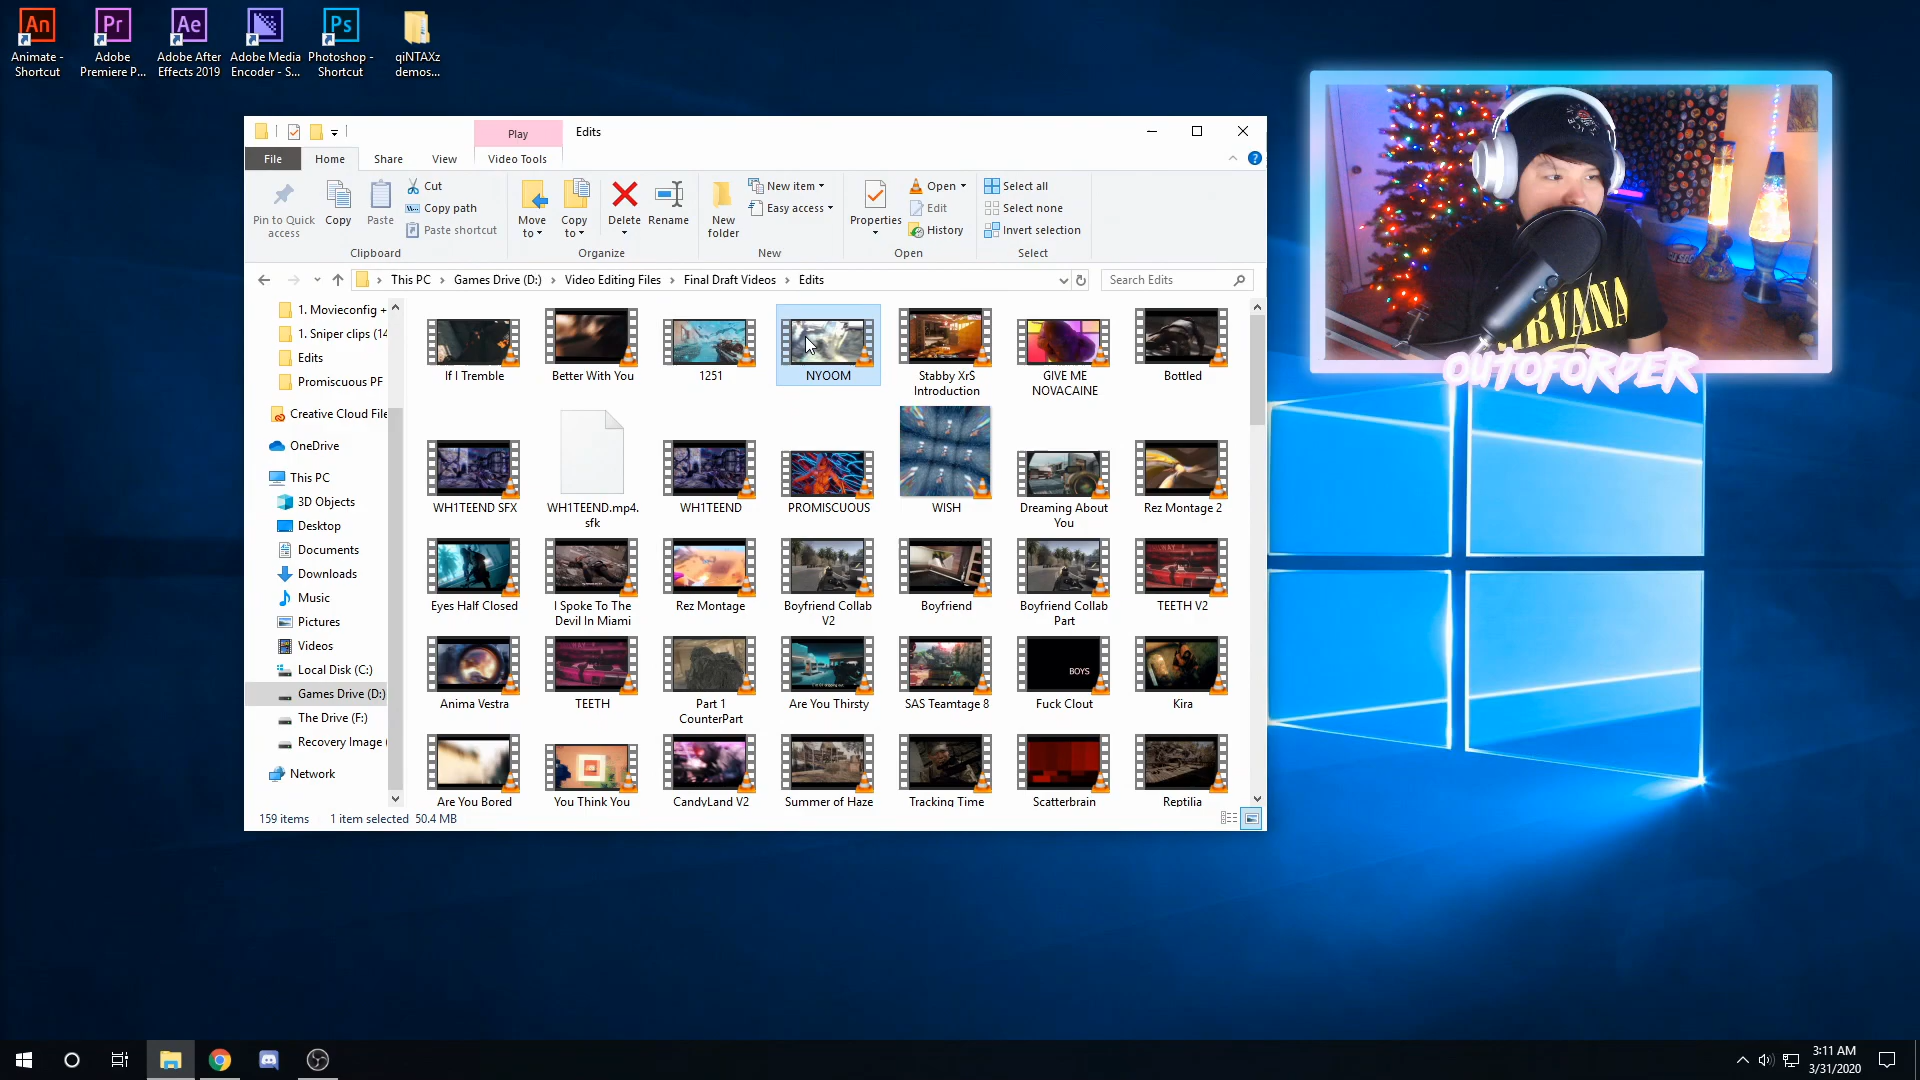 Animate -
Shortcut
Adobe
Premiere P...
Adobe After
Effects 2019
Adobe Media
Encoder - S...
Photoshop -
Shortcut
qiNTAXz
demos...
An
Pr
Ae
Ps
Play
Edits
File
Home
Share
View
Video Tools
Pin to Quick
access
Copy
Paste
Cut
Copy path
Paste shortcut
Move
to
Copy
to
Delete
Rename
New
folder
New item
Easy access
Properties
Open
Edit
History
Select all
Select none
Invert selection
Clipboard
Organize
New
Open
Select
This PC
Games Drive (D:)
Video Editing Files
Final Draft Videos
Edits
Search Edits
1. Movieconfig +
1. Sniper clips (14
Edits
Promiscuous PF
Creative Cloud File
OneDrive
This PC
3D Objects
Desktop
Documents
Downloads
Music
Pictures
Videos
Local Disk (C:)
Games Drive (D:)
The Drive (F:)
Recovery Image (
Network
If I Tremble
Better With You
1251
NYOOM
Stabby XrS
Introduction
GIVE ME
NOVACAINE
Bottled
WH1TEEND SFX
WH1TEEND.mp4.
sfk
WH1TEEND
PROMISCUOUS
WISH
Dreaming About
You
Rez Montage 2
Eyes Half Closed
I Spoke To The
Devil In Miami
Rez Montage
Boyfriend Collab
V2
Boyfriend
Boyfriend Collab
Part
TEETH V2
Anima Vestra
TEETH
Part 1
CounterPart
Are You Thirsty
SAS Teamtage 8
BOYS
Fuck Clout
Kira
Are You Bored
You Think You
CandyLand V2
Summer of Haze
Tracking Time
Scatterbrain
Reptilia
159 items
1 item selected
50.4 MB
NIRVANA
OUTOFORDER
3:11 AM
3/31/2020